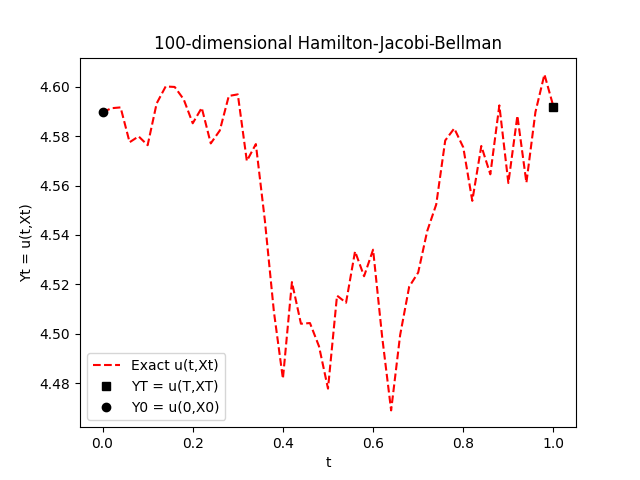 100-dimensional Hamilton-Jacobi-Bellman
Yt = u(t,Xt)
4.60
4.58
4.56
4.54
4.52
4.50
4.48
Exact u(t,Xt)
YT = u(T,XT)
Y0 = u(0,X0)
0.0 0.2 0.4 0.6 0.8 1.0
t